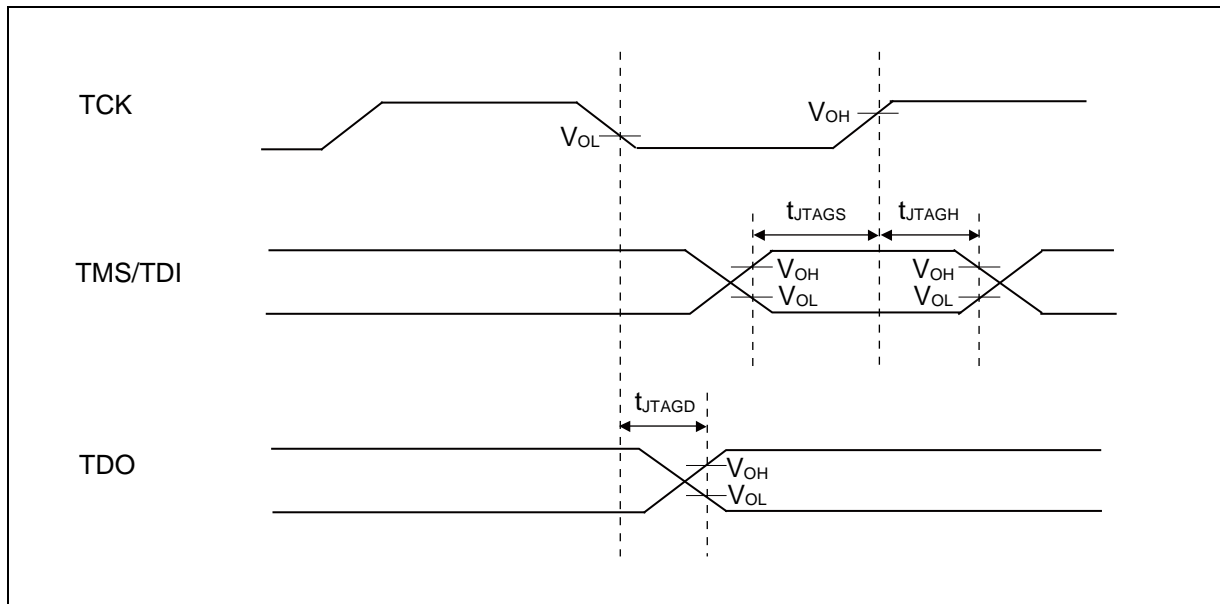 TCK
VOL
VOH
tJTAGS
tJTAGH
TMS/TDI
VOH
VOL
VOH
VOL
tJTAGD
TDO
VOH
VOL